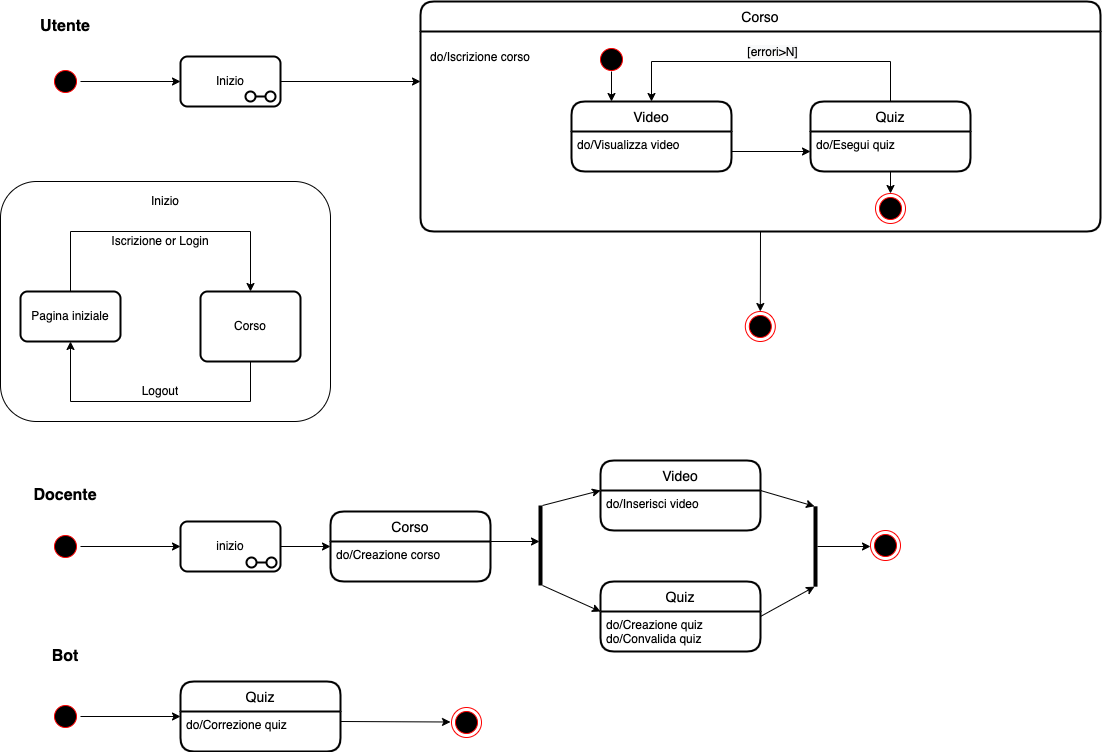 Utente
Inizio
Corso
do/Iscrizione corso
[errori>N]
Video
do/Visualizza video
Quiz
do/Esegui quiz
Inizio
Iscrizione or Login
Pagina iniziale
Corso
Logout
Docente
inizio
Corso
do/Creazione corso
Video
do/Inserisci video
Quiz
do/Creazione quiz
do/Convalida quiz
Bot
Quiz
do/Correzione quiz